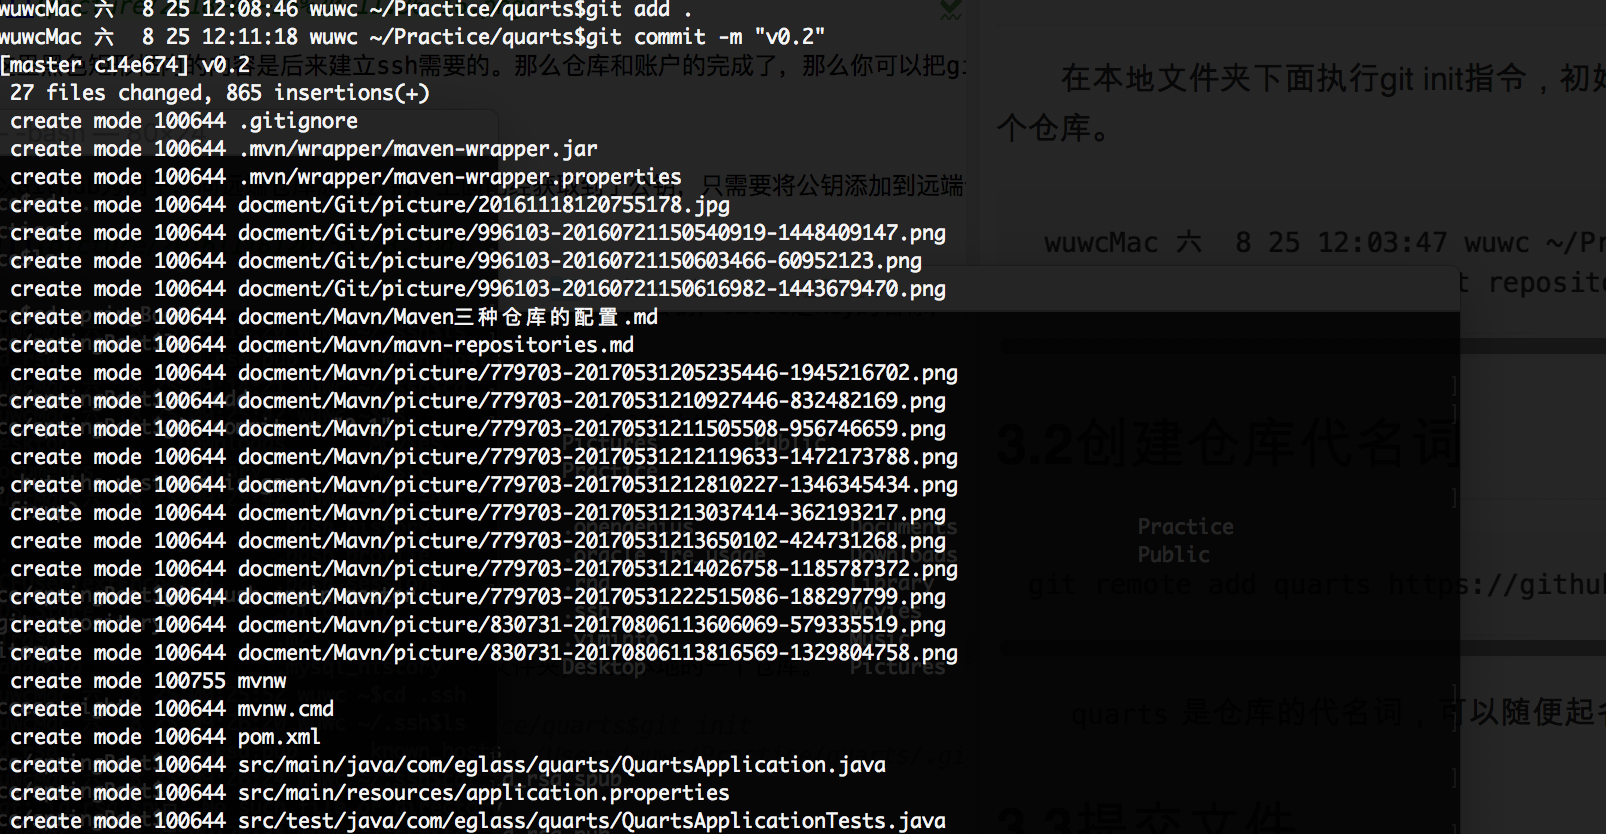 wuwcMac 六  8 25 12:08:46 wuwc ~/Practice/quarts$git add .
wuwcMac 六  8 25 12:11:18 wuwc ~/Practice/quarts$git commit -m "v0.2"
[master c14e674] v0.2
27 files changed, 865 insertions(+)
create mode 100644 .gitignore
create mode 100644 .mvn/wrapper/maven-wrapper.jar
create mode 100644 .mvn/wrapper/maven-wrapper.properties
create mode 100644 docment/Git/picture/20161118120755178.jpg
create mode 100644 docment/Git/picture/996103-20160721150540919-1448409147.png
create mode 100644 docment/Git/picture/996103-20160721150603466-60952123.png
create mode 100644 docment/Git/picture/996103-20160721150616982-1443679470.png
create mode 100644 docment/Mavn/Maven三种仓库的配置.md
create mode 100644 docment/Mavn/mavn-repositories.md
create mode 100644 docment/Mavn/picture/779703-20170531205235446-1945216702.png
create mode 100644 docment/Mavn/picture/779703-20170531210927446-832482169.png
create mode 100644 docment/Mavn/picture/779703-20170531211505508-956746659.png
create mode 100644 docment/Mavn/picture/779703-20170531212119633-1472173788.png
create mode 100644 docment/Mavn/picture/779703-20170531212810227-1346345434.png
create mode 100644 docment/Mavn/picture/779703-20170531213037414-362193217.png
create mode 100644 docment/Mavn/picture/779703-20170531213650102-424731268.png
create mode 100644 docment/Mavn/picture/779703-20170531214026758-1185787372.png
create mode 100644 docment/Mavn/picture/779703-20170531222515086-188297799.png
create mode 100644 docment/Mavn/picture/830731-20170806113606069-579335519.png
create mode 100644 docment/Mavn/picture/830731-20170806113816569-1329804758.png
create mode 100755 mvnw
create mode 100644 mvnw.cmd
create mode 100644 pom.xml
create mode 100644 src/main/java/com/eglass/quarts/QuartsApplication.java
create mode 100644 src/main/resources/application.properties
create mode 100644 src/test/java/com/eglass/quarts/QuartsApplicationTests.java
是后来建立ssh需要的。那么仓库和账户的完成了，那么你可以把g
只需要将公钥添加到远端
在本地文件夹下面执行git init指令，初
个仓库。
wuwcMac 六  8 25 12:03:47 wuwc ~/Pr
t reposit
3.2创建仓库代名词
Practice
Public
git remote add quarts https://githu
quarts 是仓库的代名词，可以随便起
3.3提交文件